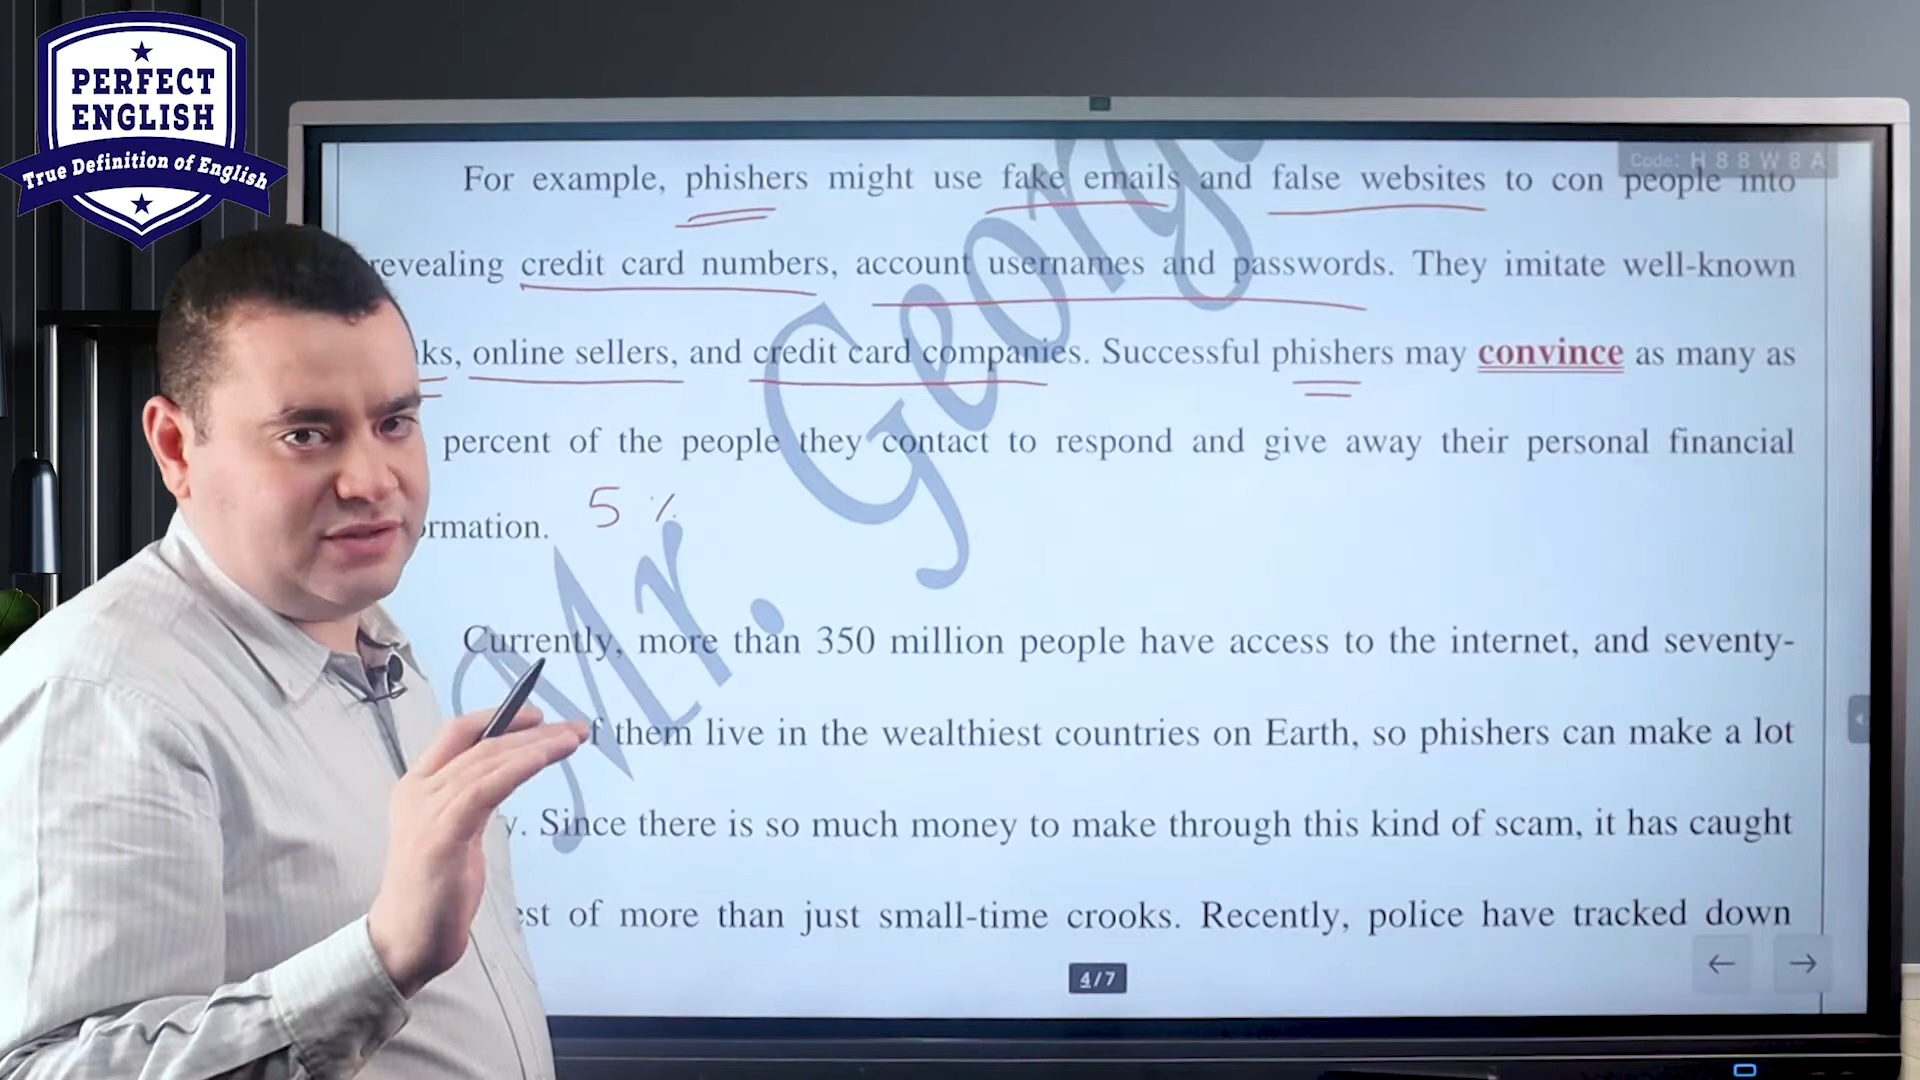 PERFECT
ENGLISH
True Definition of English
Code: H 8 8 W 8 A
For example, phishers might use fake emails and false websites to con people into
revealing credit card numbers, account usernames and passwords. They imitate well-known
online sellers, and credit card companies. Successful phishers may convince as many as
percent of the people they contact to respond and give away their personal financial
5 %
Currently, more than 350 million people have access to the internet, and seventy-
them live in the wealthiest countries on Earth, so phishers can make a lot
Since there is so much money to make through this kind of scam, it has caught
of more than just small-time crooks. Recently, police have tracked down
Mr. Georg
4/7